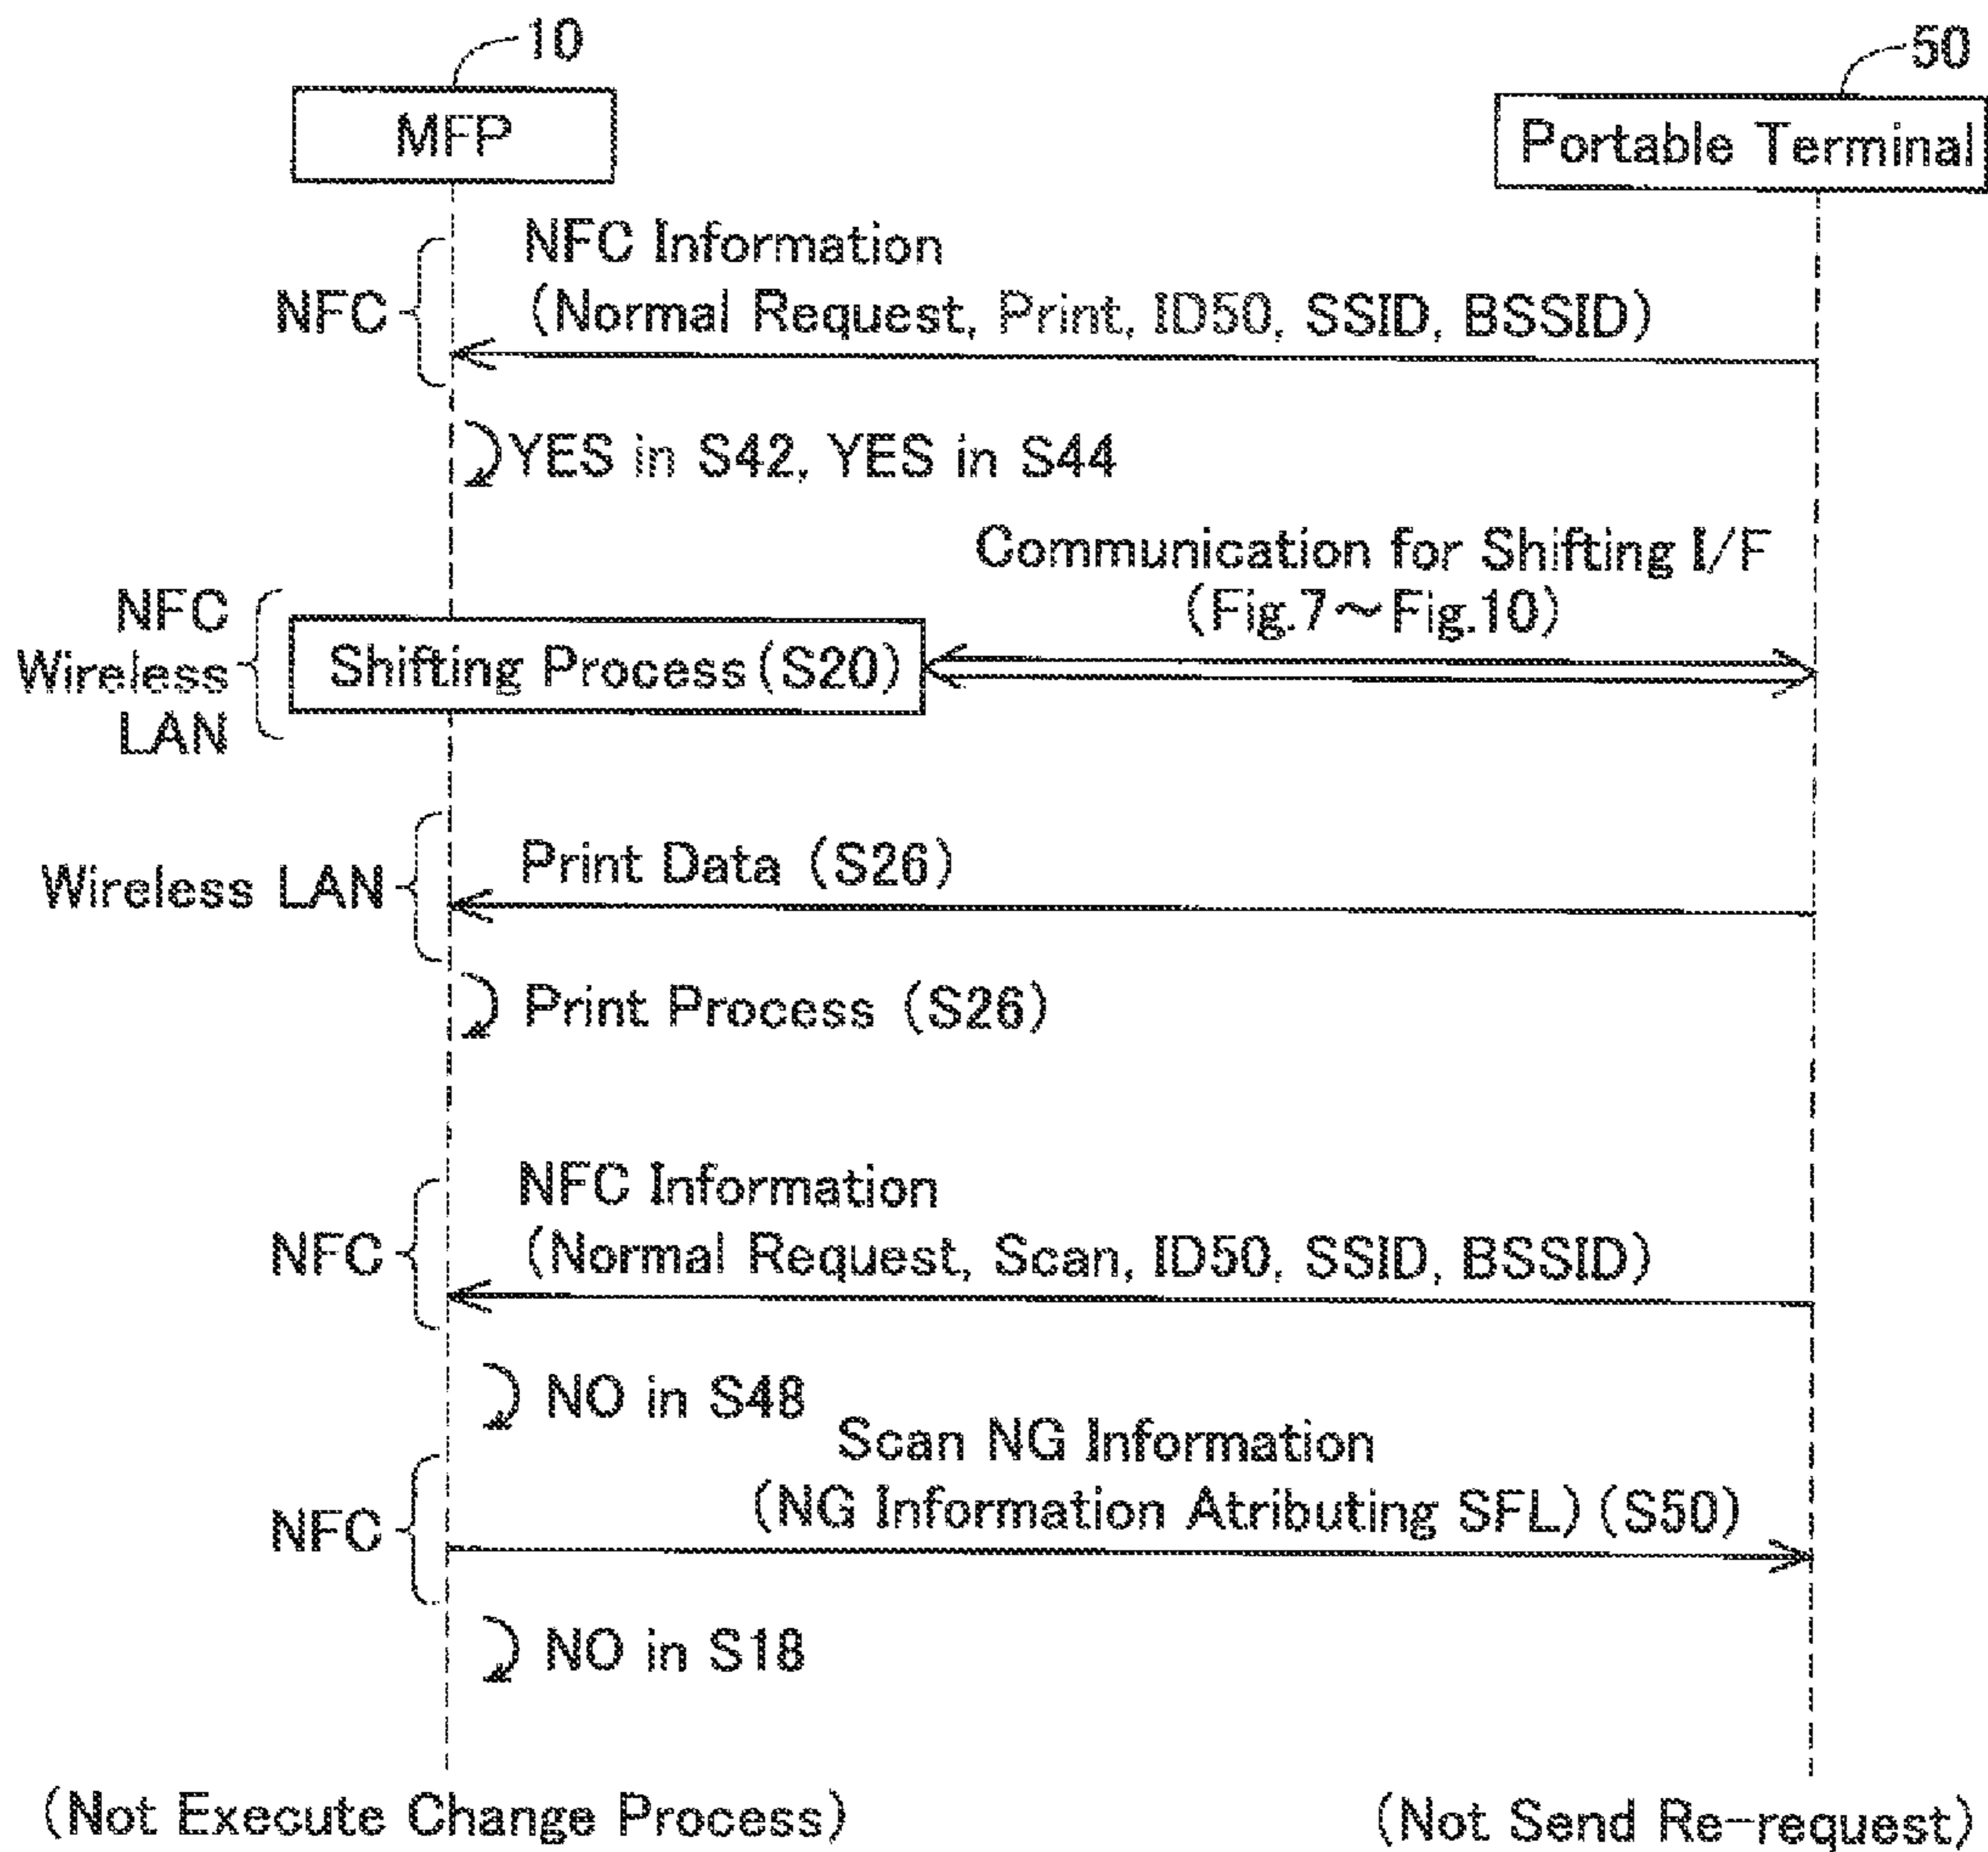 10
50
MFP
Portable Terminal
NFC Information
NFC
(Normal Request, Print, ID50, SSID, BSSID)
YES in S42, YES in S44
Communication for Shifting I/F
(Fig.7~Fig.10)
NFC
Wireless
LAN
Shifting Process(S20)
Wireless LAN
Print Data (S26)
Print Process (S26)
NFC Information
NFC
(Normal Request, Scan, ID50, SSID, BSSID)
NO in S48
Scan NG Information
NFC
(NG Information Atributing SFL) (S50)
NO in S18
(Not Execute Change Process)
(Not Send Re-request)